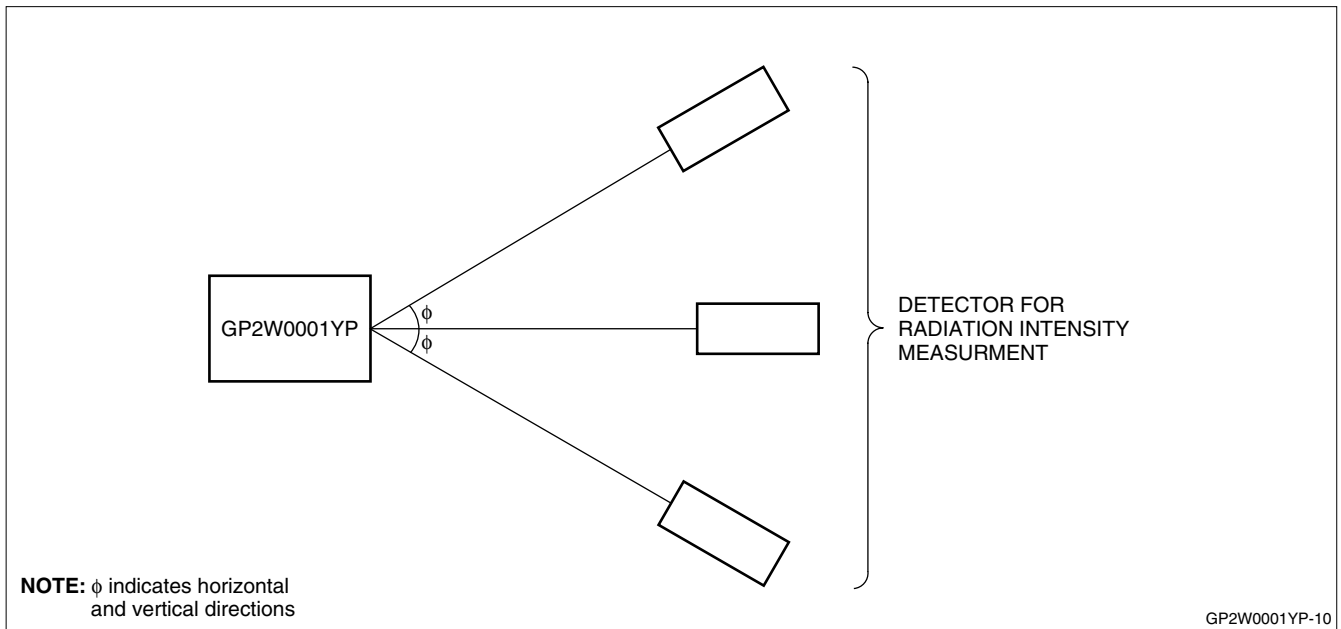 GP2W0001YP
ϕ
ϕ
DETECTOR FOR
RADIATION INTENSITY
MEASURMENT
NOTE: ϕ indicates horizontal
and vertical directions
GP2W0001YP-10